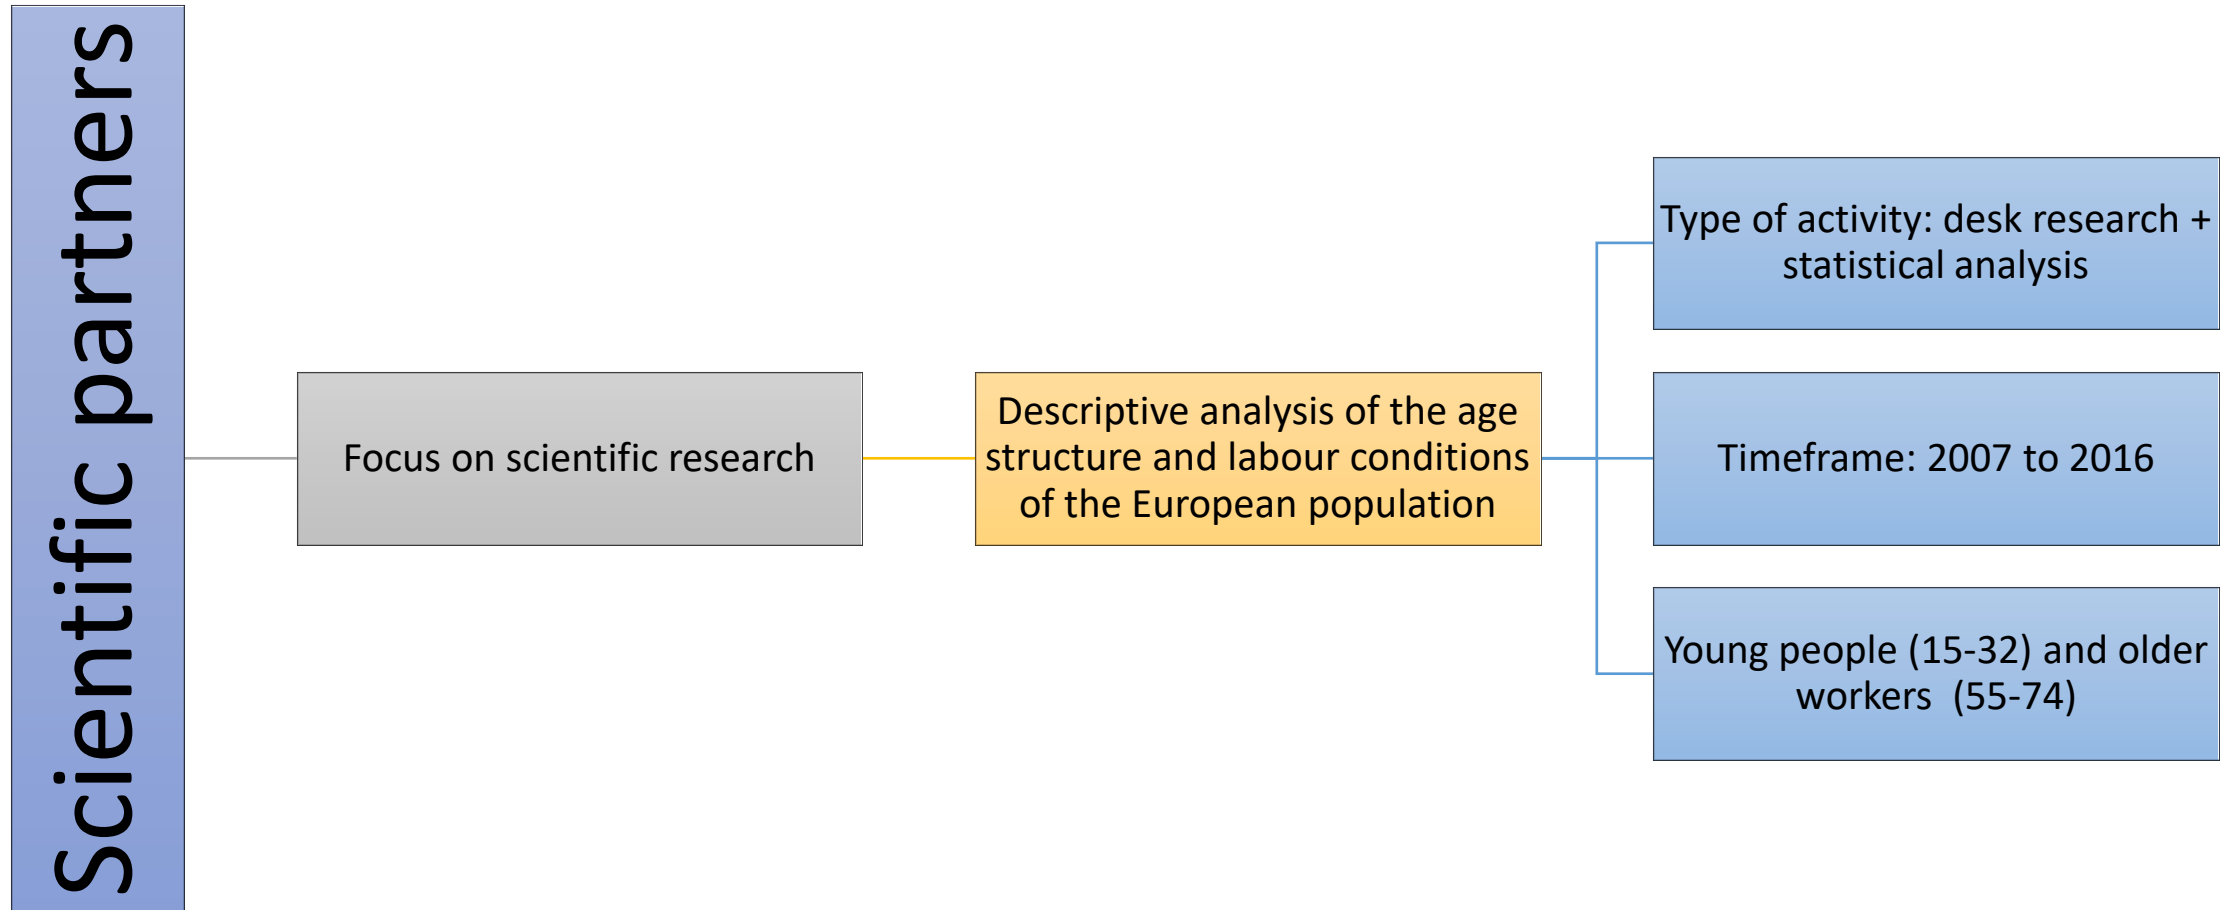 Scientific partners
Focus on scientific research
Descriptive analysis of the age
structure and labour conditions
of the European population
Type of activity: desk research +
statistical analysis
Timeframe: 2007 to 2016
Young people (15-32) and older
workers  (55-74)